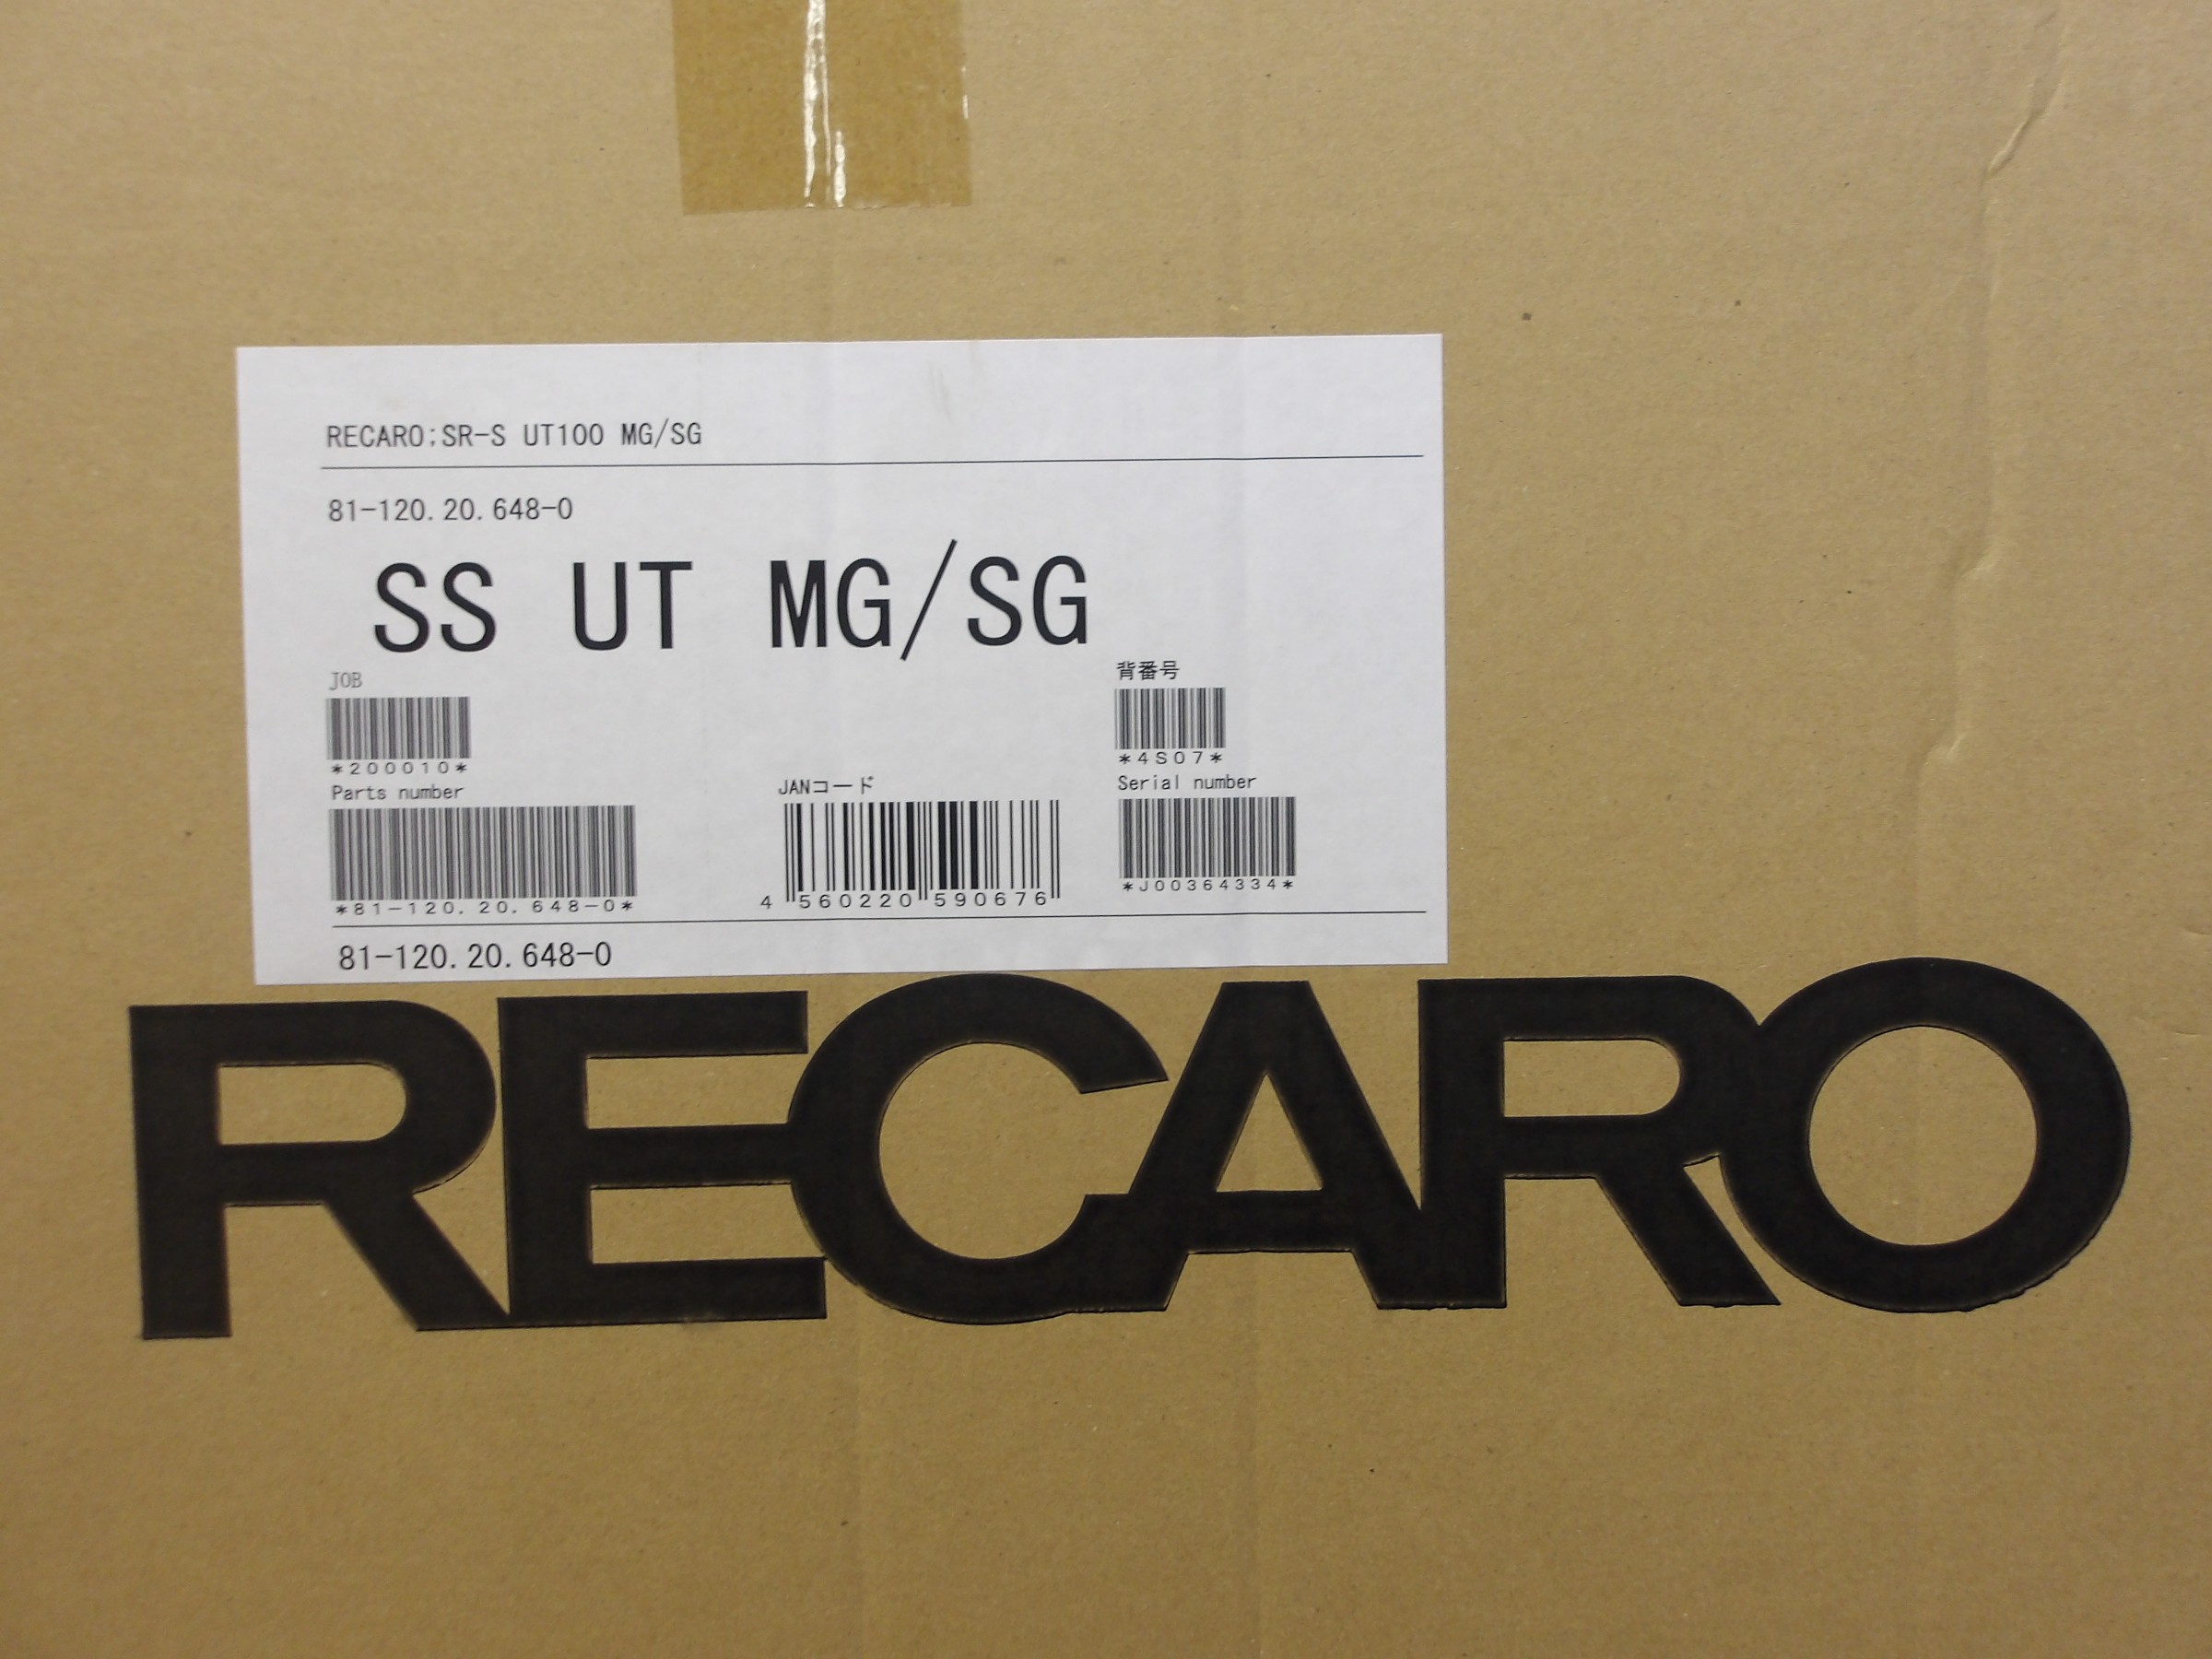 RECARO;SR-S UT100 MG/SG
81-120.20.648-0
SS UT MG/SG
JOB
*200010*
背番号
*4S07*
Parts number
*81-120.20.648-0*
JANコード
4 560220 590676
Serial number
*J00364334*
81-120.20.648-0
RECARO